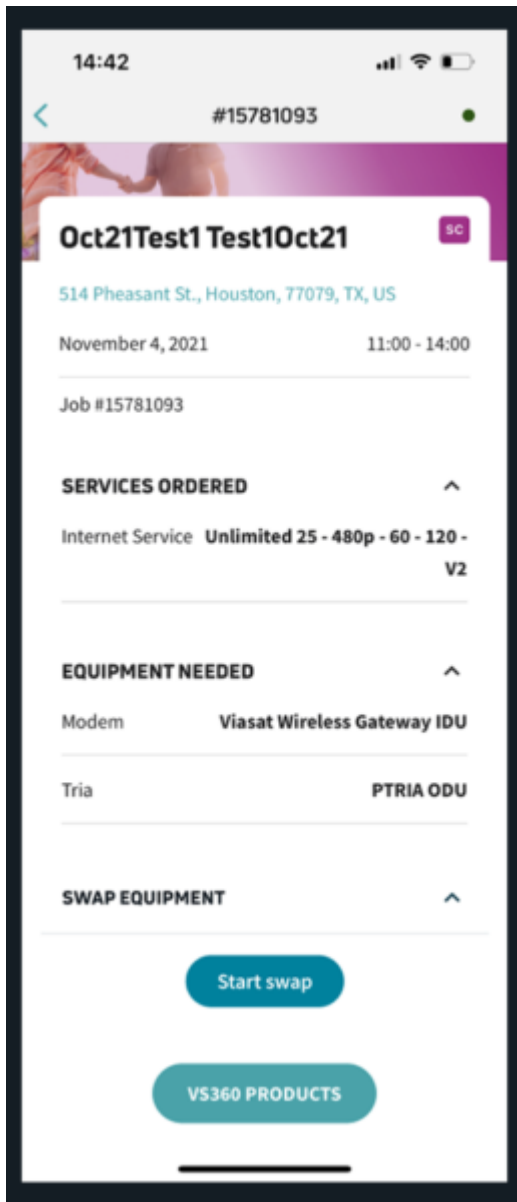 14:42
#15781093
Oct21Test1 Test1Oct21
SC
514 Pheasant St., Houston, 77079, TX, US
November 4, 2021 11:00 - 14:00
Job #15781093
SERVICES ORDERED
Internet Service Unlimited 25 - 480p - 60 - 120 -
V2
EQUIPMENT NEEDED
Modem Viasat Wireless Gateway IDU
Tria PTRIA ODU
SWAP EQUIPMENT
Start swap
VS360 PRODUCTS